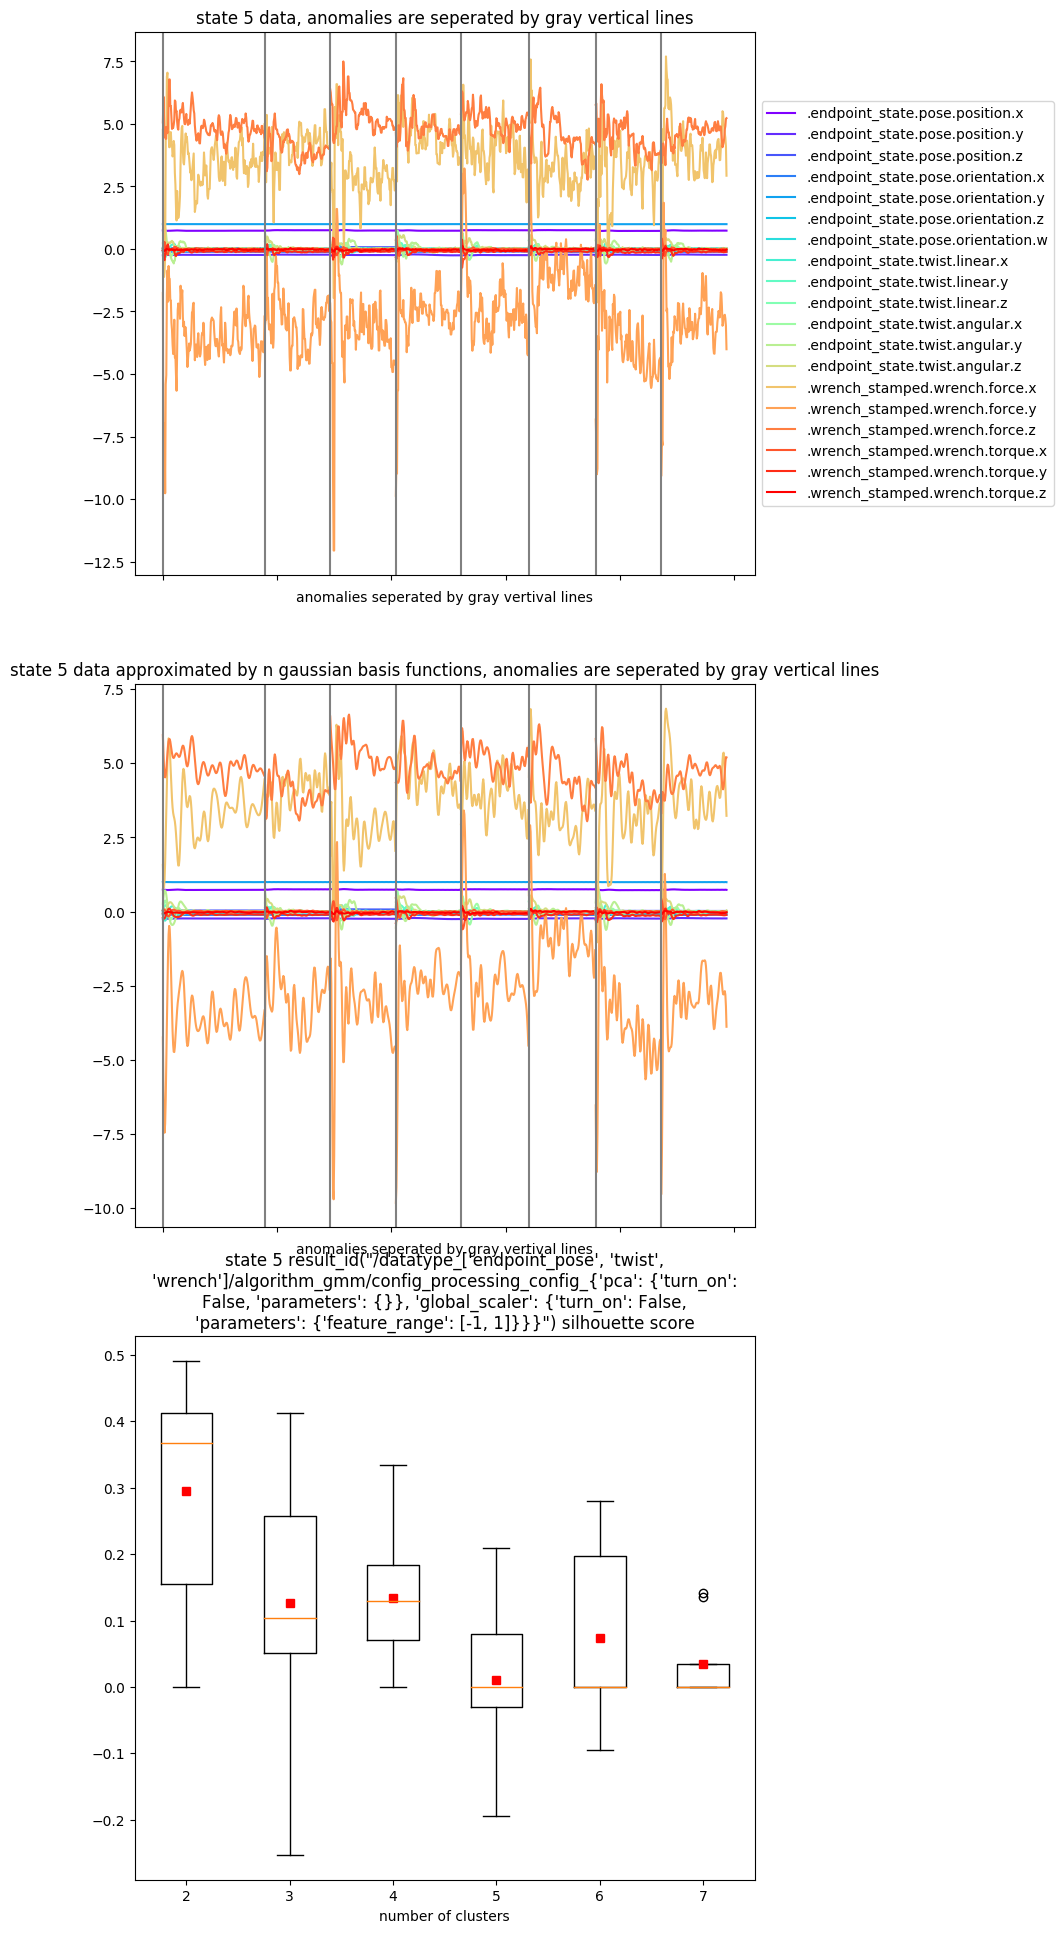 state 5 data, anomalies are seperated by gray vertical lines
7.5
5.0
2.5
0.0
−2.5
−5.0
−7.5
−10.0
−12.5
anomalies seperated by gray vertival lines
.endpoint_state.pose.position.x
.endpoint_state.pose.position.y
.endpoint_state.pose.position.z
.endpoint_state.pose.orientation.x
.endpoint_state.pose.orientation.y
.endpoint_state.pose.orientation.z
.endpoint_state.pose.orientation.w
.endpoint_state.twist.linear.x
.endpoint_state.twist.linear.y
.endpoint_state.twist.linear.z
.endpoint_state.twist.angular.x
.endpoint_state.twist.angular.y
.endpoint_state.twist.angular.z
.wrench_stamped.wrench.force.x
.wrench_stamped.wrench.force.y
.wrench_stamped.wrench.force.z
.wrench_stamped.wrench.torque.x
.wrench_stamped.wrench.torque.y
.wrench_stamped.wrench.torque.z
state 5 data approximated by n gaussian basis functions, anomalies are seperated by gray vertical lines
7.5
5.0
2.5
0.0
−2.5
−5.0
−7.5
−10.0
anomalies seperated by gray vertical lines
state 5 result_id("/datatype_['endpoint_pose', 'twist',
'wrench']/algorithm_gmm/config_processing_config_{'pca': {'turn_on':
False, 'parameters': {}}, 'global_scaler': {'turn_on': False,
'parameters': {'feature_range': [-1, 1]}}}") silhouette score
0.5
0.4
0.3
0.2
0.1
0.0
−0.1
−0.2
2 3 4 5 6 7
number of clusters